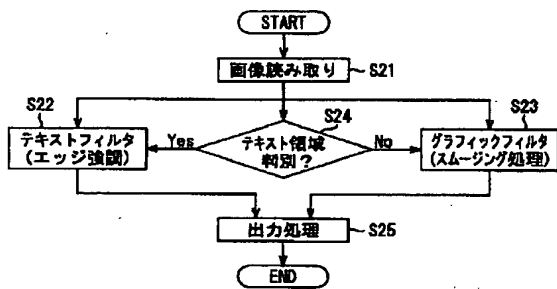 START
画像読み取り
S21
S22
S24
S23
テキストフィルタ
(エッジ強調)
Yes
テキスト領域
判別?
No
グラフィックフィルタ
(スムージング処理)
出力処理
S25
END